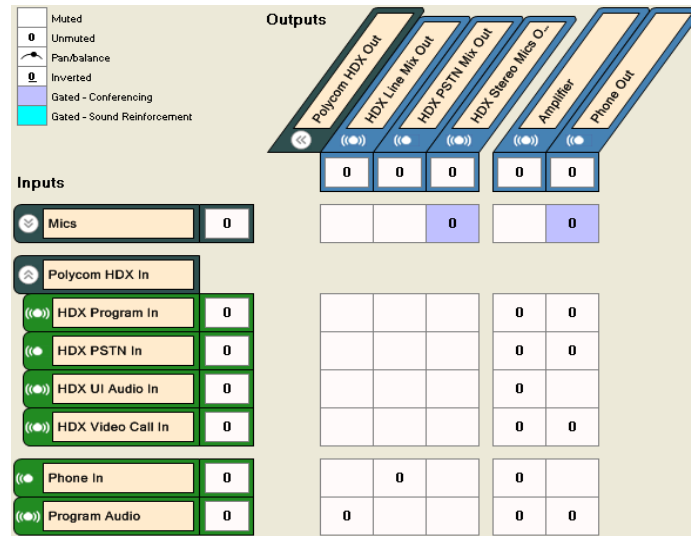 Muted
0 Unmuted
Pan/balance
0 Inverted
Gated - Conferencing
Gated - Sound Reinforcement
Outputs
Polycom HDX Out
HDX Line Mix Out
HDX PSTN Mix Out
HDX Stereo Mics O...
Amplifier
Phone Out
0 0 0 0 0
Inputs
Mics 0 0 0
Polycom HDX In
HDX Program In 0 0 0
HDX PSTN In 0 0 0
HDX UI Audio In 0 0
HDX Video Call In 0 0 0
Phone In 0 0 0
Program Audio 0 0 0 0